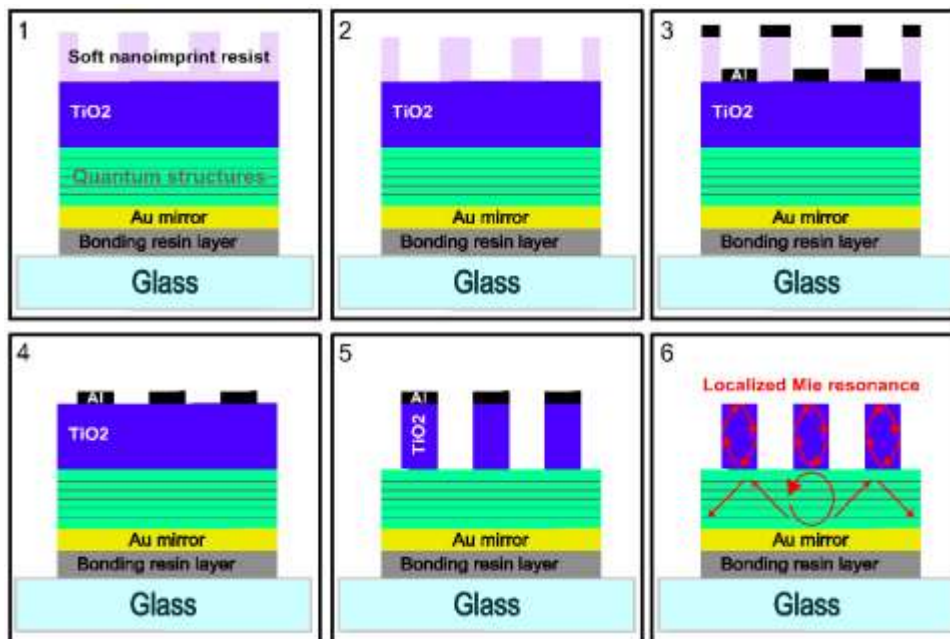 1
Soft nanoimprint resist
TiO2
Quantum structures
Au mirror
Bonding resin layer
Glass
2
TiO2
Au mirror
Bonding resin layer
Glass
3
Al
TiO2
Au mirror
Bonding resin layer
Glass
4
Al
TiO2
Au mirror
Bonding resin layer
Glass
5
Al
TiO2
Au mirror
Bonding resin layer
Glass
6
Localized Mie resonance
Au mirror
Bonding resin layer
Glass